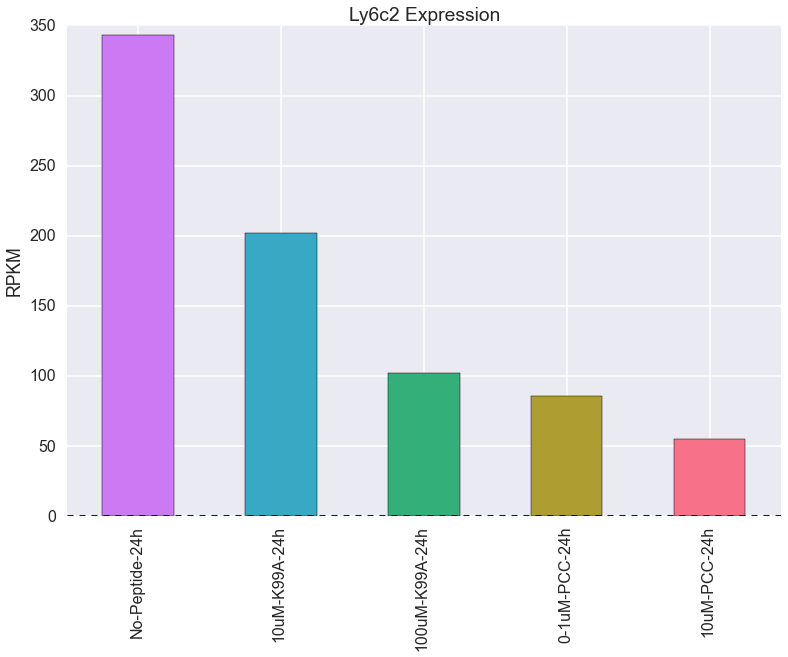 Ly6c2 Expression
RPKM
350
300
250
200
150
100
50
0
No-Peptide-24h
10uM-K99A-24h
100uM-K99A-24h
0-1uM-PCC-24h
10uM-PCC-24h